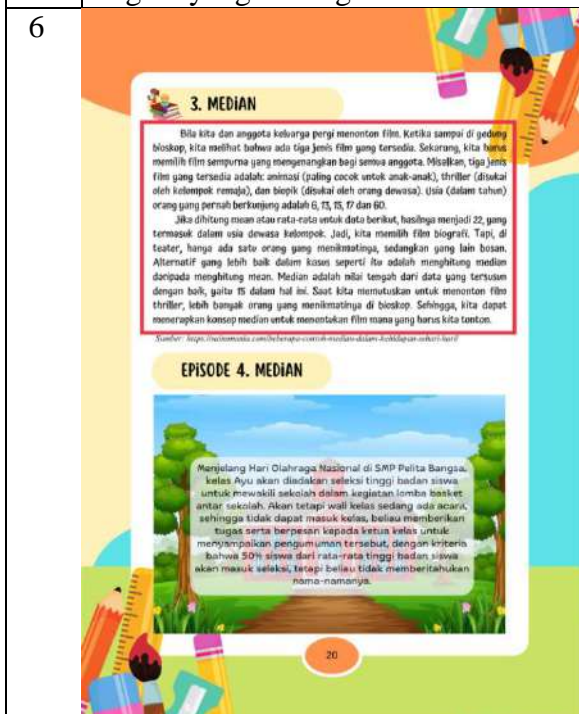 6
3. MEDIAN
Bila kita dan anggota keluarga pergi menonton film. Ketika sampai di gedung
bioskop, kita melihat bahwa ada tiga jenis film yang tersedia. Sekarang, kita harus
memilih film sempurna yang mengenangkan bagi semua anggota. Misalkan, tiga jenis
film yang tersedia adalah: animasi (paling cocok untuk anak-anak), thriller (disukai
oleh kelompok remaja), dan biopik (disukai oleh orang dewasa). Usia (dalam tahun)
orang yang pernah berkunjung adalah 6, 13, 15, 17 dan 60.
Jika dihitung mean atau rata-rata untuk data berikut, hasilnya menjadi 22, yang
termasuk dalam usia dewasa kelompok. Jadi, kita memilih film biografi. Tapi, di
teater, hanya ada satu orang yang menikmatinya, sedangkan yang lain bosan.
Alternatif yang lebih baik dalam kasus seperti itu adalah menghitung median
daripada menghitung mean. Median adalah nilai tengah dari data yang tersusun
dengan baik, yaitu 15 dalam hal ini. Saat kita memutuskan untuk menonton film
thriller, lebih banyak orang yang menikmatinya di bioskop. Sehingga, kita dapat
menerapkan konsep median untuk menentukan film mana yang harus kita tonton.
EPISODE 4. MEDIAN
Menjelang Hari Olahraga Nasional di SMP Pelita Bangsa,
kelas Ayu akan diadakan seleksi tinggi badan siswa
untuk mewakili sekolah dalam kegiatan lomba basket
antar sekolah. Akan tetapi wali kelas sedang ada acara,
sehingga tidak dapat masuk kelas, beliau memberikan
tugas serta berpesan kepada ketua kelas untuk
menyampaikan pengumuman tersebut, dengan kriteria
bahwa 50% siswa dari rata-rata tinggi badan siswa
akan masuk seleksi, tetapi beliau tidak memberitahukan
nama-namanya.
20